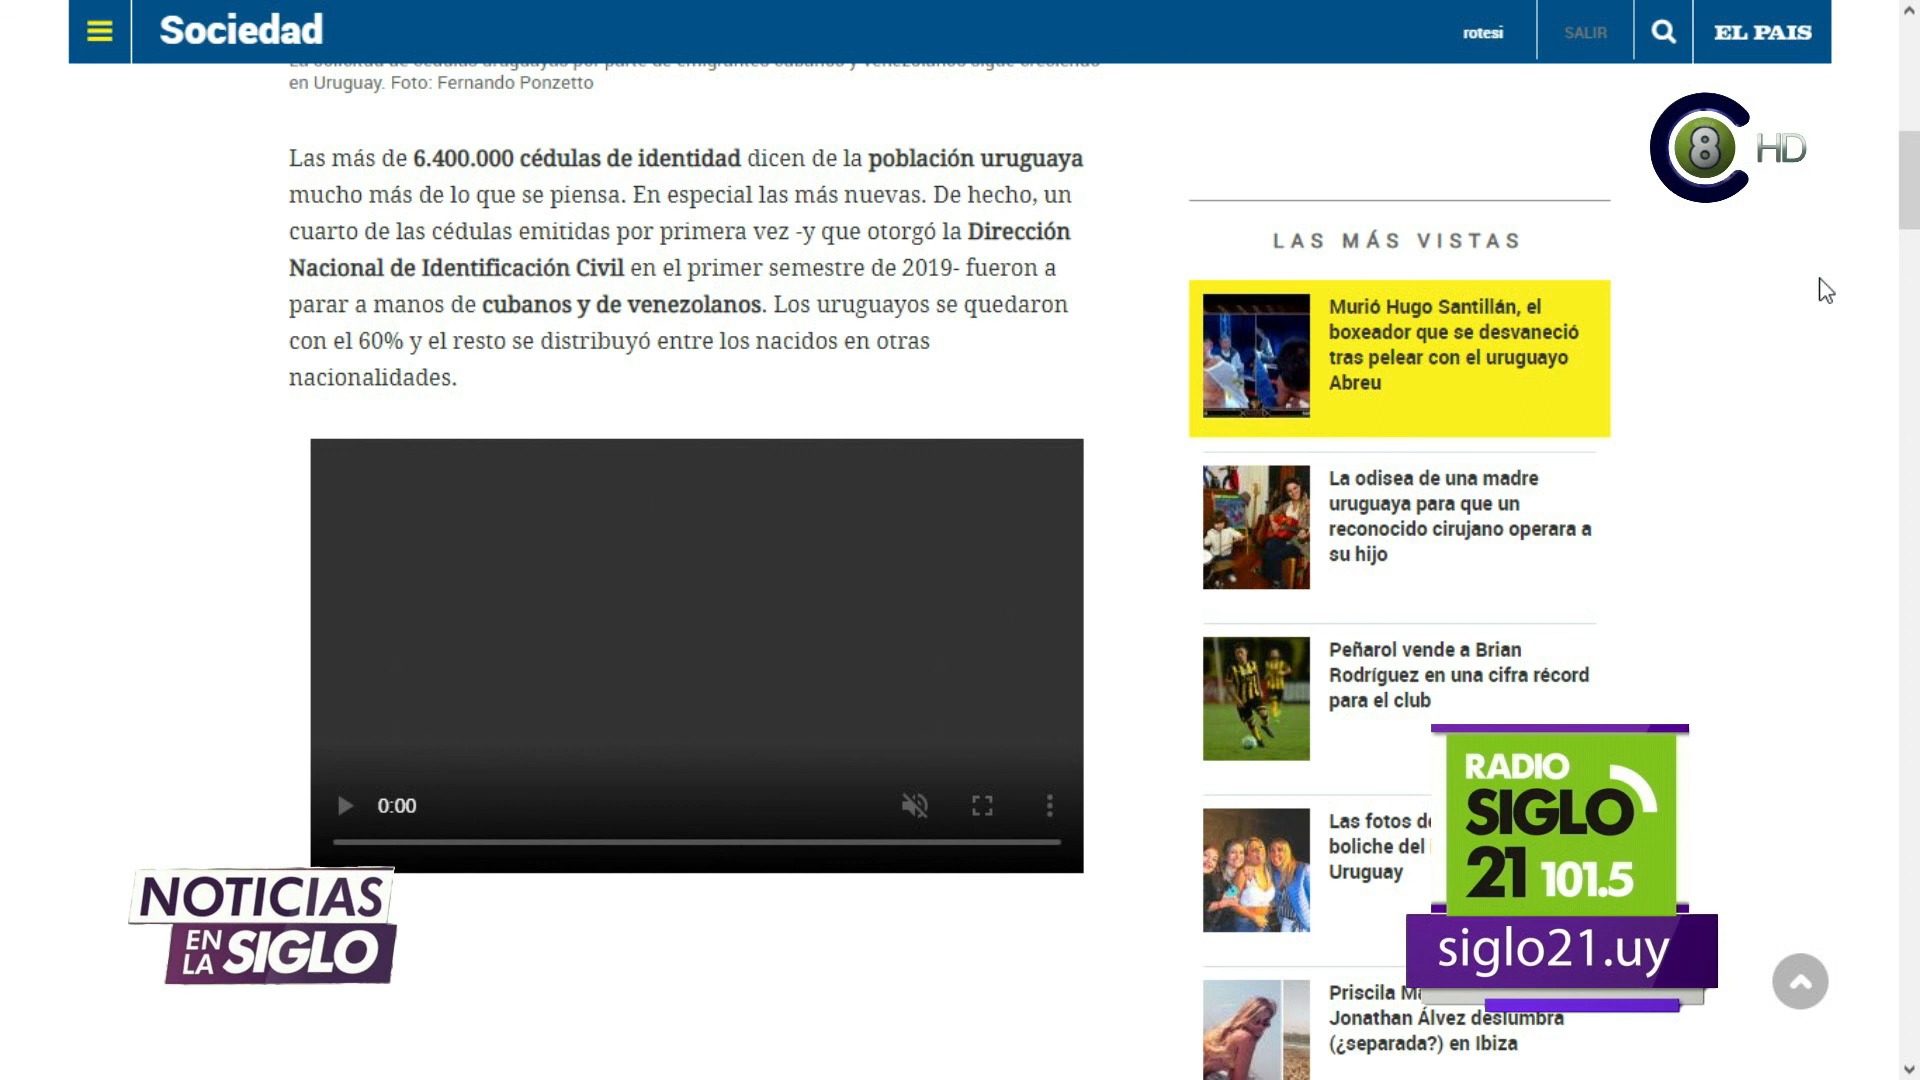 Sociedad
rotesi
SALIR
EL PAIS
en Uruguay. Foto: Fernando Ponzetto
8 HD
Las más de 6.400.000 cédulas de identidad dicen de la población uruguaya
mucho más de lo que se piensa. En especial las más nuevas. De hecho, un
cuarto de las cédulas emitidas por primera vez -y que otorgó la Dirección
Nacional de Identificación Civil en el primer semestre de 2019- fueron a
parar a manos de cubanos y de venezolanos. Los uruguayos se quedaron
con el 60% y el resto se distribuyó entre los nacidos en otras
nacionalidades.
0:00
LAS MÁS VISTAS
Murió Hugo Santillán, el
boxeador que se desvaneció
tras pelear con el uruguayo
Abreu
La odisea de una madre
uruguaya para que un
reconocido cirujano operara a
su hijo
Peñarol vende a Brian
Rodríguez en una cifra récord
para el club
Las fotos
boliche del
Uruguay
Priscila
Jonathan Álvez deslumbra
(¿separada?) en Ibiza
RADIO
SIGLO
21 101.5
siglo21.uy
NOTICIAS
EN LA SIGLO